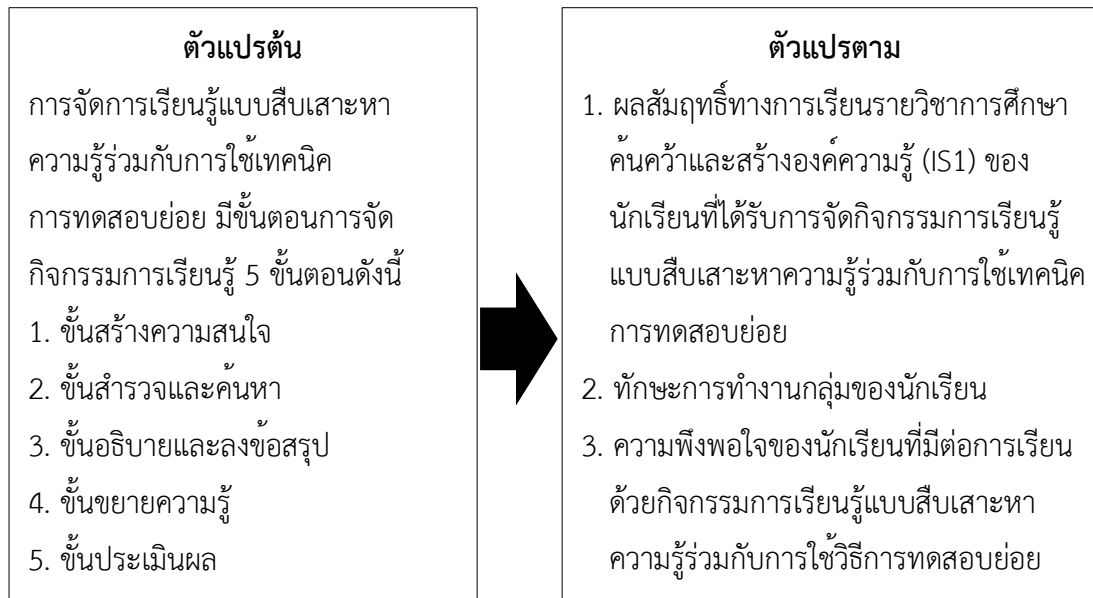 ตัวแปรต้น
การจัดการเรียนรู้แบบสืบเสาะหา
ความรู้ร่วมกับการใช้เทคนิค
การทดสอบย่อย มีขั้นตอนการจัด
กิจกรรมการเรียนรู้ 5 ขั้นตอนดังนี้
1. ขั้นสร้างความสนใจ
2. ขั้นสำรวจและค้นหา
3. ขั้นอธิบายและลงข้อสรุป
4. ขั้นขยายความรู้
5. ขั้นประเมินผล
ตัวแปรตาม
1. ผลสัมฤทธิ์ทางการเรียนรายวิชาการศึกษา
ค้นคว้าและสร้างองค์ความรู้ (IS1) ของ
นักเรียนที่ได้รับการจัดกิจกรรมการเรียนรู้
แบบสืบเสาะหาความรู้ร่วมกับการใช้เทคนิค
การทดสอบย่อย
2. ทักษะการทำงานกลุ่มของนักเรียน
3. ความพึงพอใจของนักเรียนที่มีต่อการเรียน
ด้วยกิจกรรมการเรียนรู้แบบสืบเสาะหา
ความรู้ร่วมกับการใช้วิธีการทดสอบย่อย